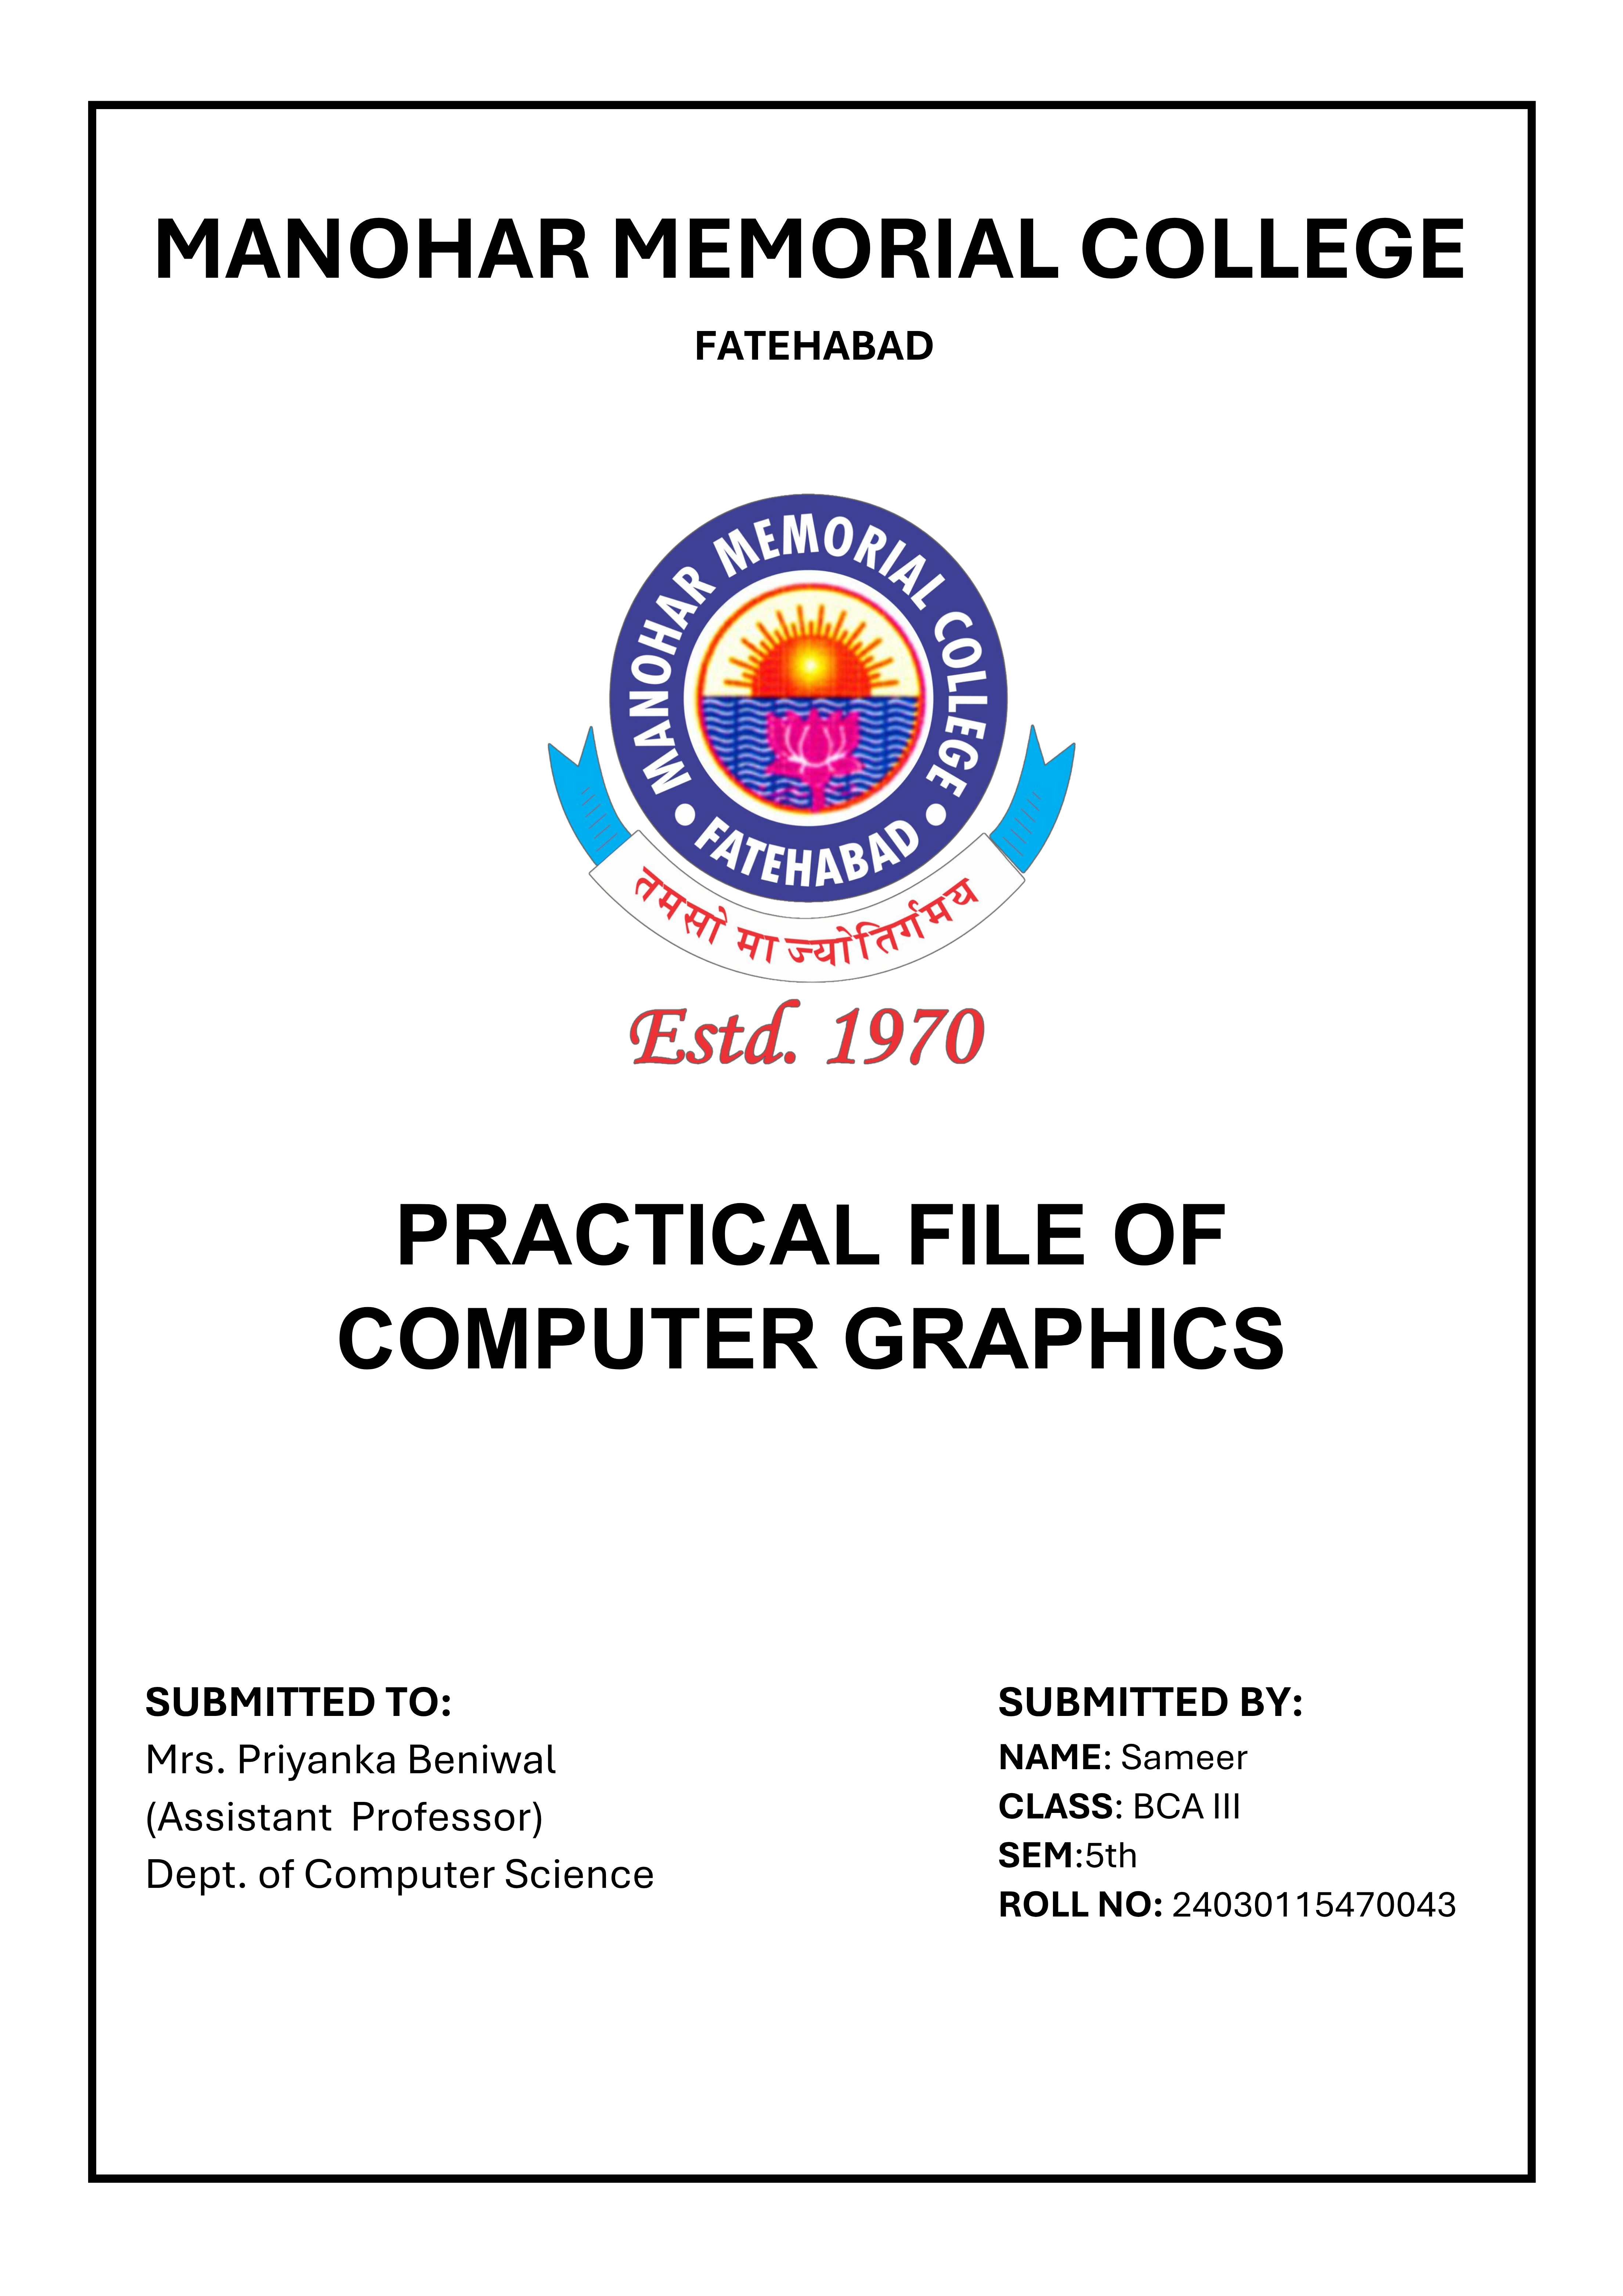 MANOHAR MEMORIAL COLLEGE
FATEHABAD
MANOHAR MEMORIAL COLLEGE
• FATEHABAD •
तमसो मा ज्योतिर्गमय
Estd. 1970
PRACTICAL FILE OF
COMPUTER GRAPHICS
SUBMITTED TO:
Mrs. Priyanka Beniwal
(Assistant Professor)
Dept. of Computer Science
SUBMITTED BY:
NAME: Sameer
CLASS: BCA III
SEM:5th
ROLL NO: 24030115470043